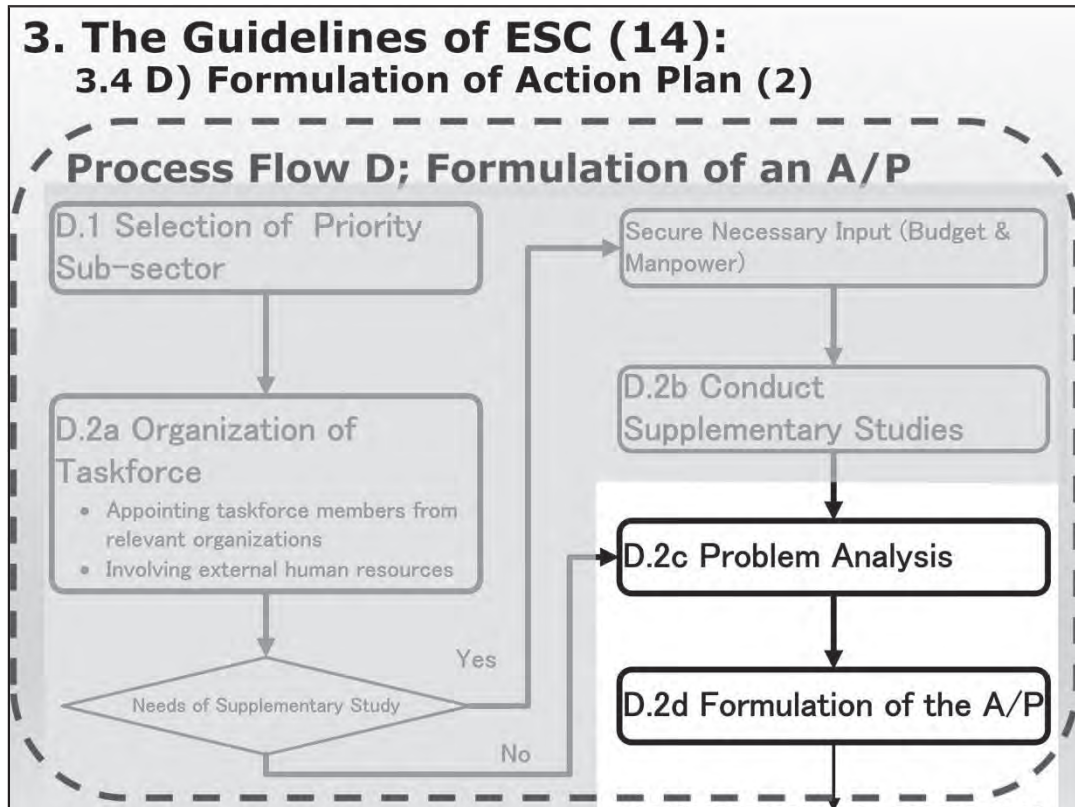 3. The Guidelines of ESC (14):
3.4 D) Formulation of Action Plan (2)
Process Flow D; Formulation of an A/P
D.1 Selection of Priority
Sub-sector
D.2a Organization of
Taskforce
• Appointing taskforce members from
relevant organizations
• Involving external human resources
Needs of Supplementary Study
Yes
No
Secure Necessary Input (Budget &
Manpower)
D.2b Conduct
Supplementary Studies
D.2c Problem Analysis
D.2d Formulation of the A/P